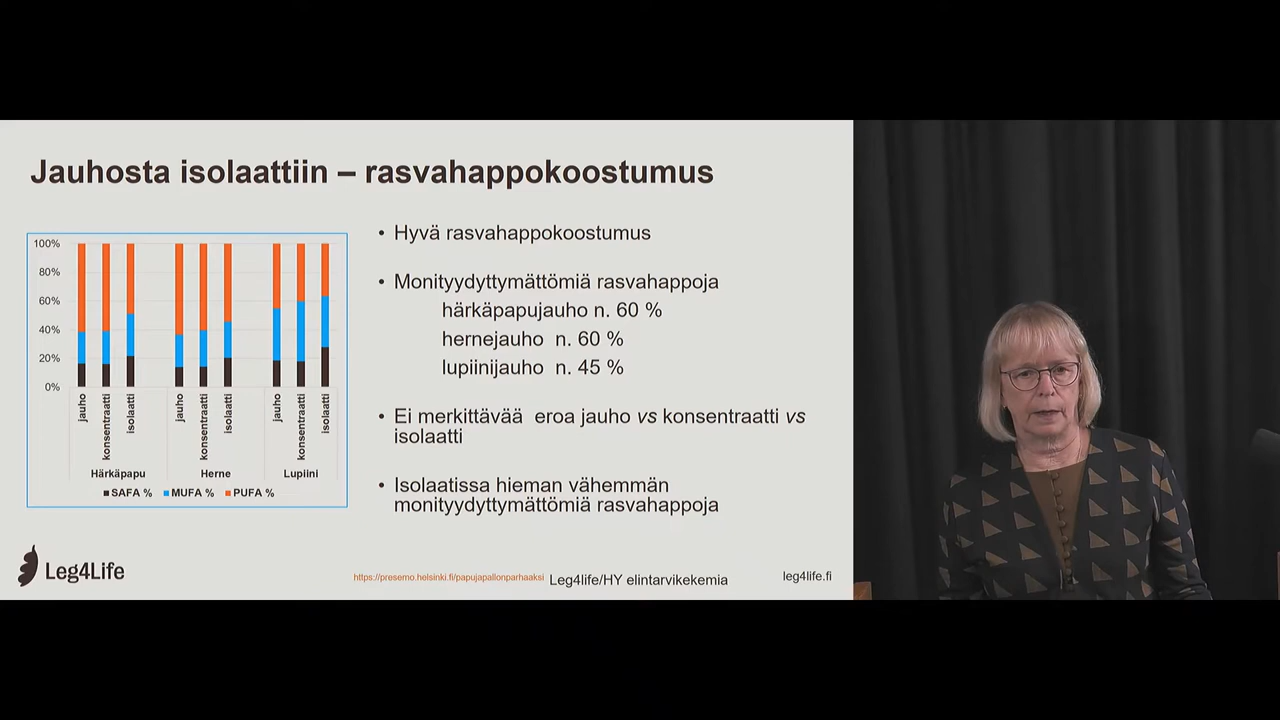 Jauhosta isolaattiin – rasvahappokoostumus
100%
80%
60%
40%
20%
0%
jauho
konsentraatti
isolaatti
jauho
konsentraatti
isolaatti
jauho
konsentraatti
isolaatti
Härkäpapu
Herne
Lupiini
SAFA % MUFA % PUFA %
• Hyvä rasvahappokoostumus
• Monityydyttymättömiä rasvahappoja
härkäpapujauho n. 60 %
hernejauho n. 60 %
lupiinijauho n. 45 %
• Ei merkittävää eroa jauho vs konsentraatti vs
isolaatti
• Isolaatissa hieman vähemmän
monityydyttymättömiä rasvahappoja
Leg4Life
https://presemo.helsinki.fi/papujapallonparhaaksi
Leg4life/HY elintarvikekemia
leg4life.fi